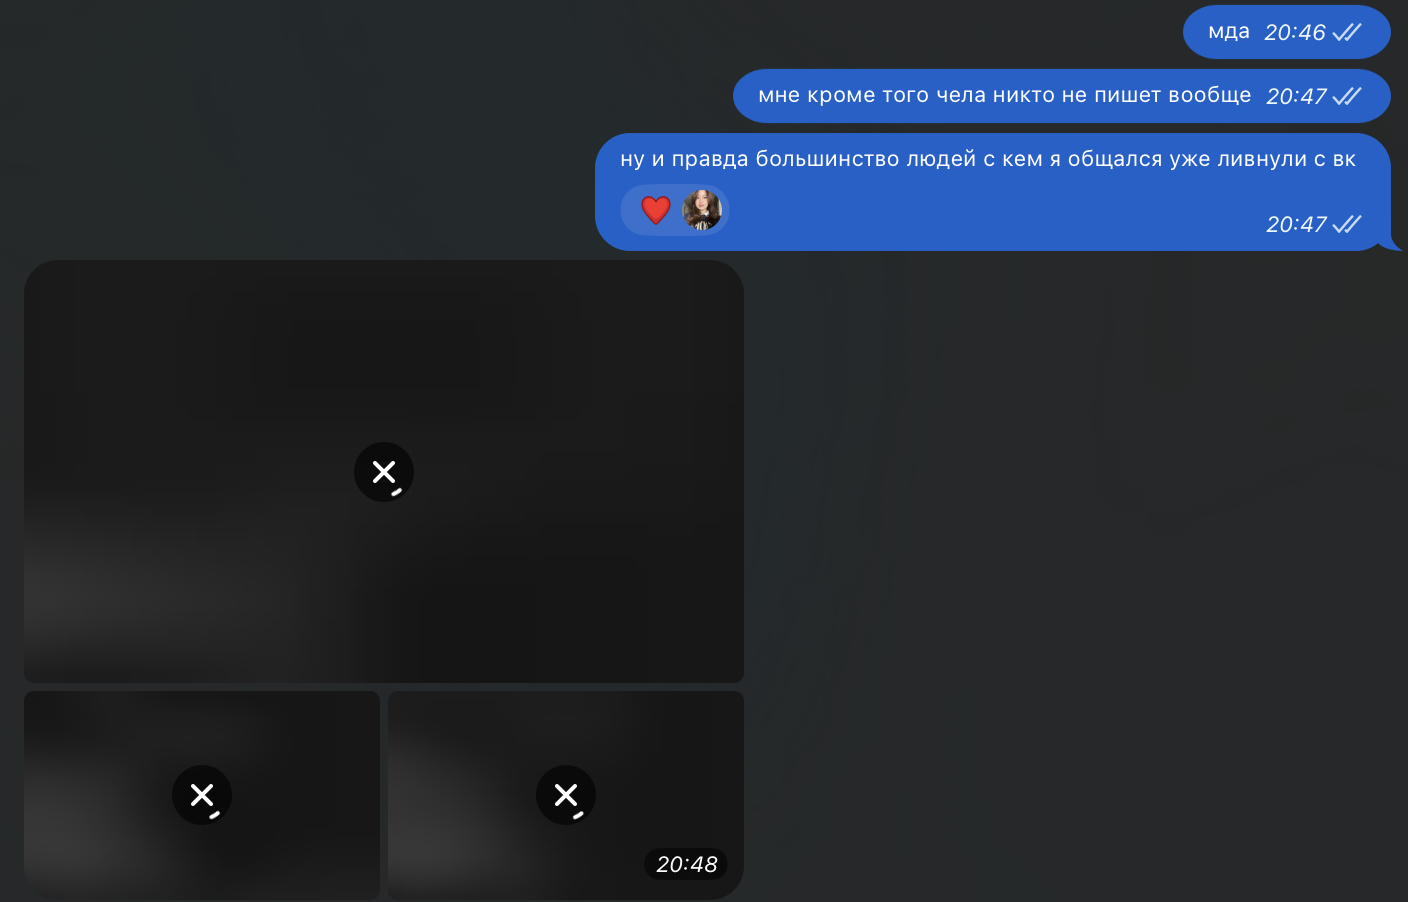 мда 20:46
мне кроме того чела никто не пишет вообще 20:47
ну и правда большинство людей с кем я общался уже ливнули с вк
20:47
20:48